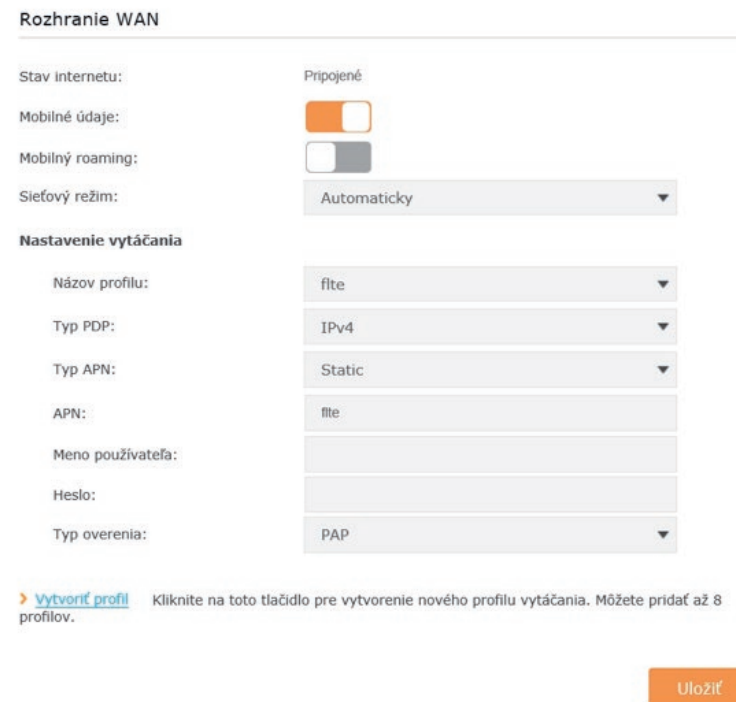 Rozhranie WAN
Stav internetu: Pripojené
Mobilné údaje:
Mobilný roaming:
Sieťový režim: Automaticky
Nastavenie vytáčania
Názov profilu: flte
Typ PDP: IPv4
Typ APN: Static
APN: flte
Meno používateľa:
Heslo:
Typ overenia: PAP
Vytvoriť profil Kliknite na toto tlačidlo pre vytvorenie nového profilu vytáčania. Môžete pridať až 8
profilov.
Uložiť